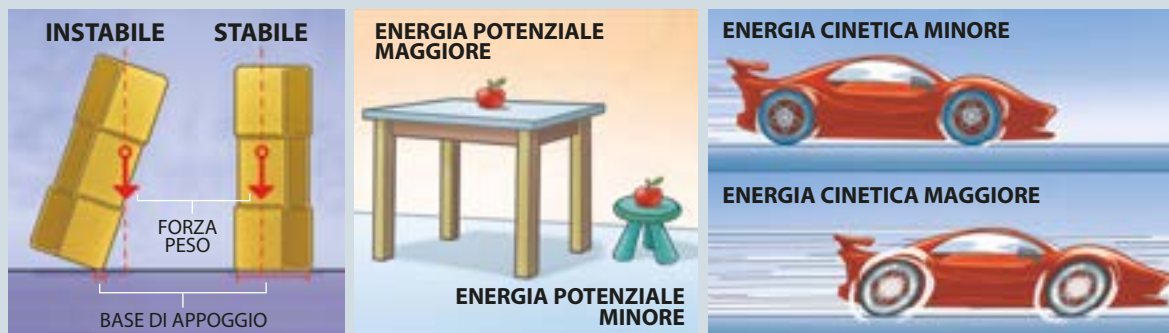 INSTABILE
STABILE
FORZA
PESO
BASE DI APPOGGIO
ENERGIA POTENZIALE
MAGGIORE
ENERGIA POTENZIALE
MINORE
ENERGIA CINETICA MINORE
ENERGIA CINETICA MAGGIORE